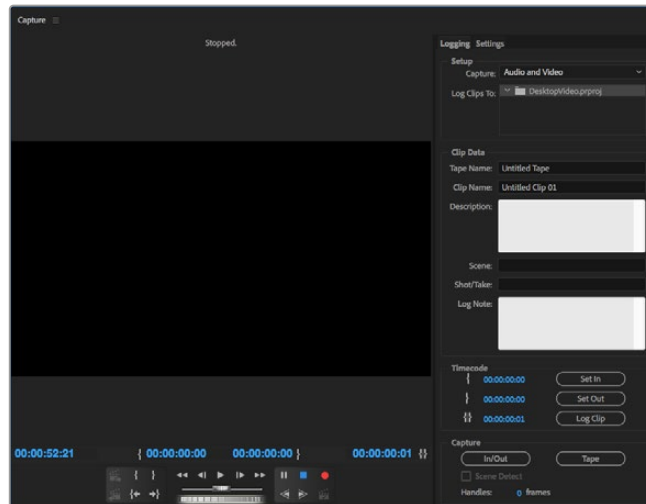 Capture
Stopped.
Logging Settings
Setup
Capture: Audio and Video
Log Clips To: DesktopVideo.prproj
Clip Data
Tape Name: Untitled Tape
Clip Name: Untitled Clip 01
Description:
Scene:
Shot/Take:
Log Note:
Timecode
{ 00:00:00:00 Set In
} 00:00:00:00 Set Out
{} 00:00:00:01 Log Clip
00:00:52:21 { 00:00:00:00 00:00:00:00 } 00:00:00:01 {}
Capture
In/Out Tape
Scene Detect
Handles: 0 frames